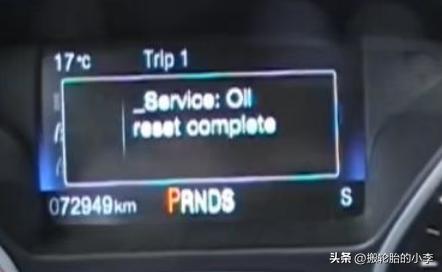 17°C Trip 1
_Service: Oil
reset complete
072949km PRNDS S
头条 @搬轮胎的小李